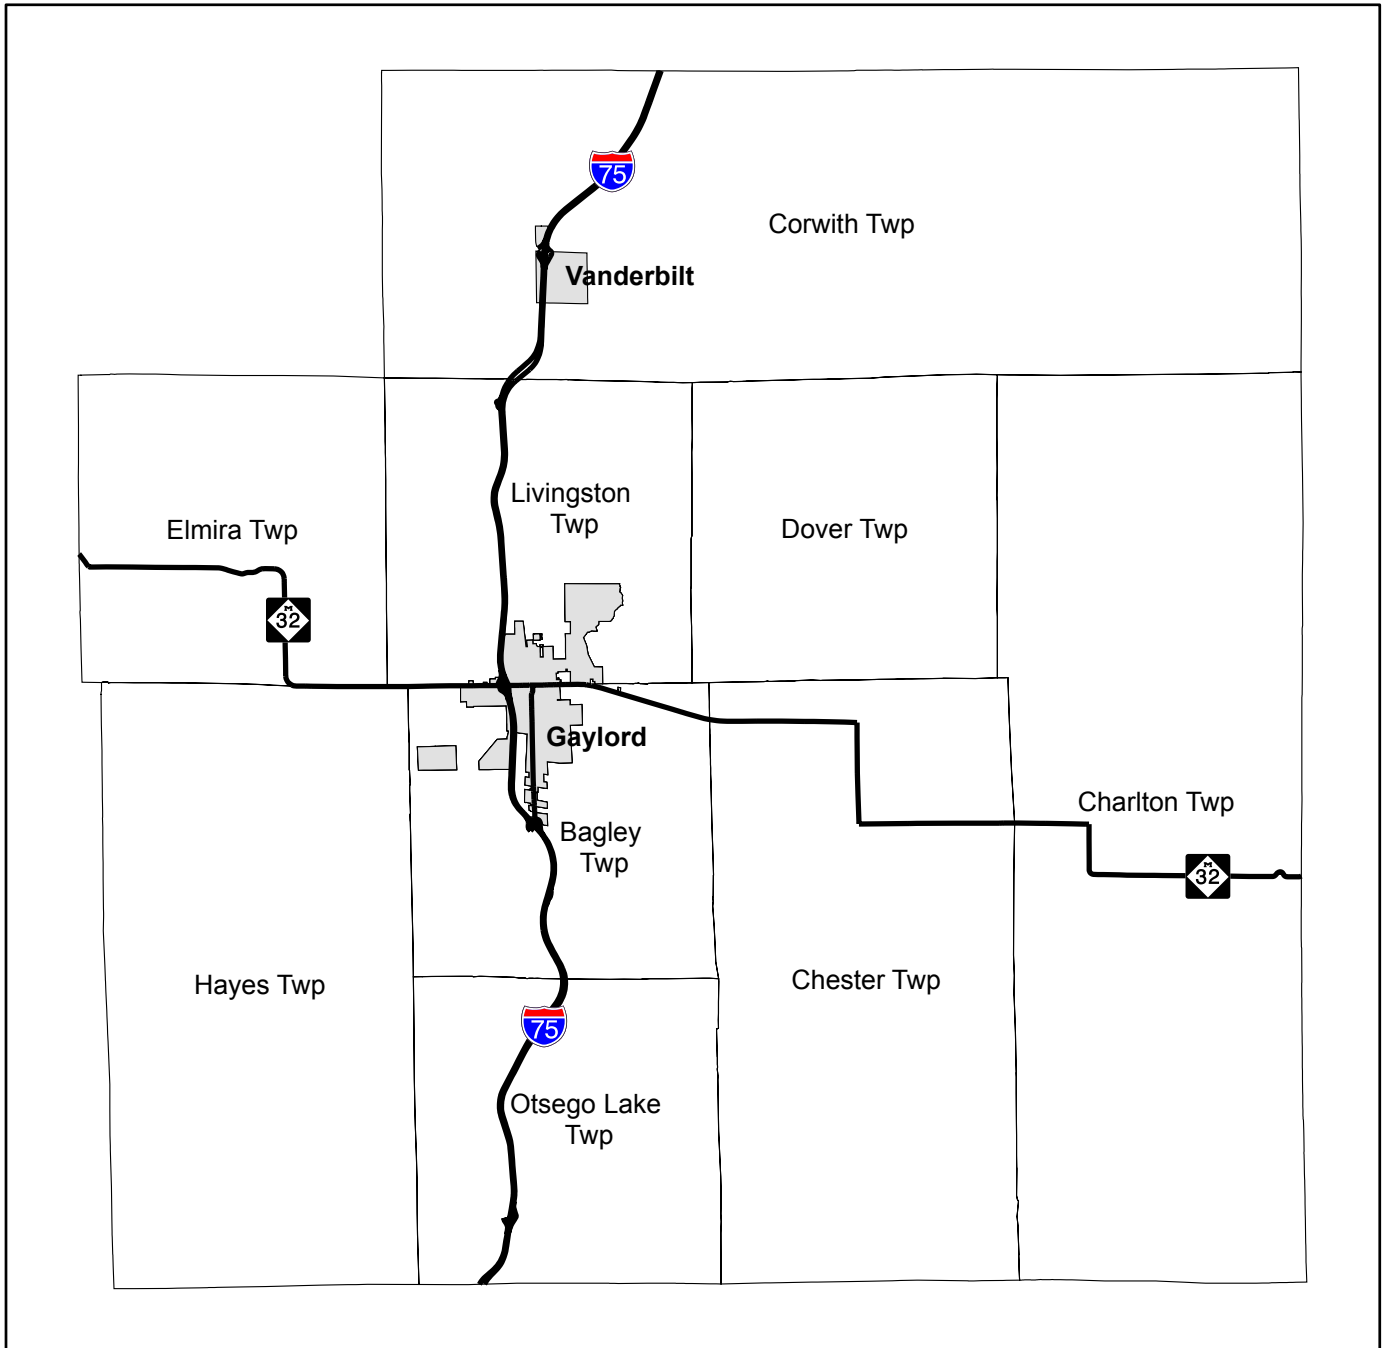 75
Corwith Twp
Vanderbilt
Livingston
Twp
Elmira Twp
Dover Twp
M
32
Gaylord
Charlton Twp
Bagley
Twp
M
32
Hayes Twp
Chester Twp
75
Otsego Lake
Twp